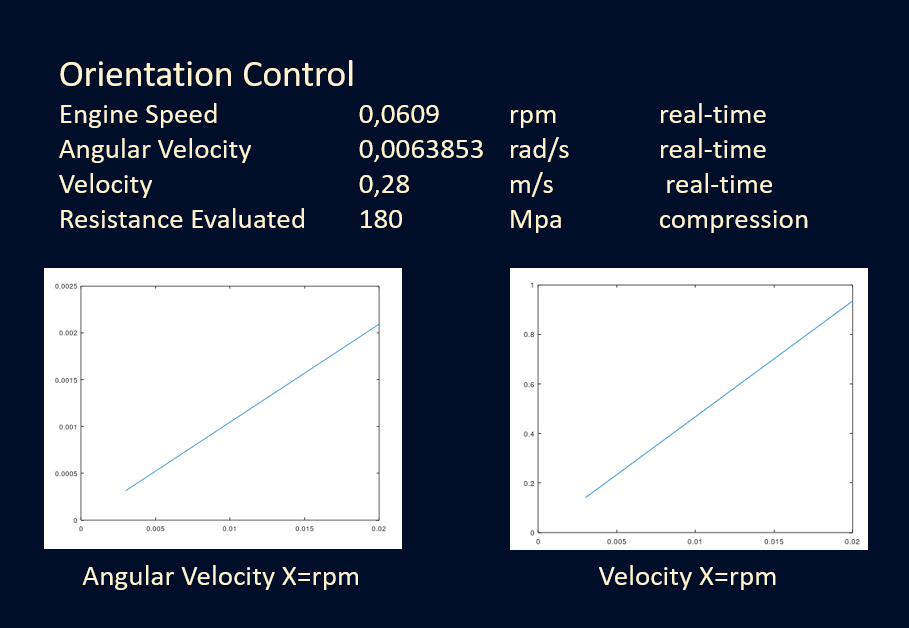 Orientation Control
Engine Speed 0,0609 rpm real-time
Angular Velocity 0,0063853 rad/s real-time
Velocity 0,28 m/s real-time
Resistance Evaluated 180 Mpa compression
0.0025
0.002
0.0015
0.001
0.0005
0
0 0.005 0.01 0.015 0.02
Angular Velocity X=rpm
1
0.8
0.6
0.4
0.2
0
0 0.005 0.01 0.015 0.02
Velocity X=rpm